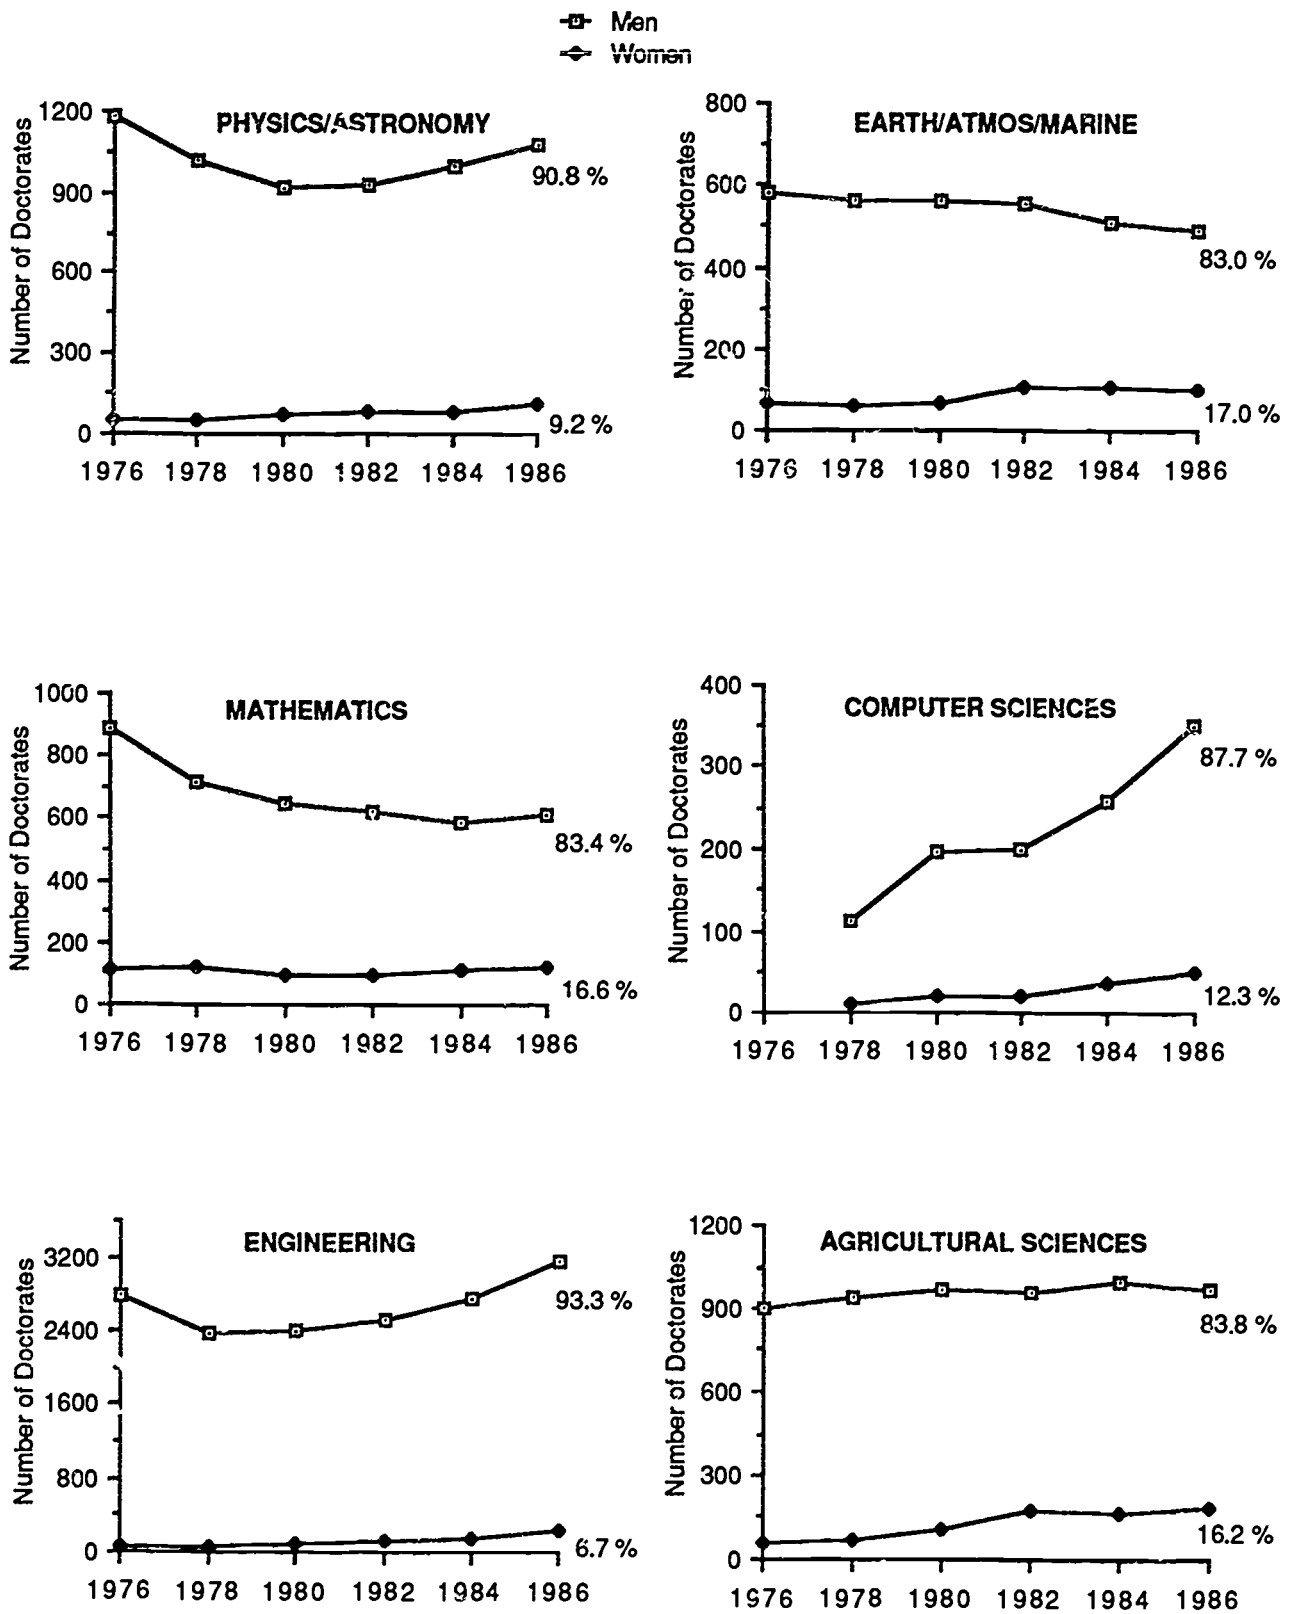 Men
Women
PHYSICS/ASTRONOMY
Number of Doctorates
1200
900
600
300
0
90.8 %
9.2 %
1976 1978 1980 1982 1984 1986
EARTH/ATMOS/MARINE
Number of Doctorates
800
600
400
200
0
83.0 %
17.0 %
1976 1978 1980 1982 1984 1986
MATHEMATICS
Number of Doctorates
1000
800
600
400
200
0
83.4 %
16.6 %
1976 1978 1980 1982 1984 1986
COMPUTER SCIENCES
Number of Doctorates
400
300
200
100
0
87.7 %
12.3 %
1976 1978 1980 1982 1984 1986
ENGINEERING
Number of Doctorates
3200
2400
1600
800
0
93.3 %
6.7 %
1976 1978 1980 1982 1984 1986
AGRICULTURAL SCIENCES
Number of Doctorates
1200
900
600
300
0
83.8 %
16.2 %
1976 1978 1980 1982 1984 1986